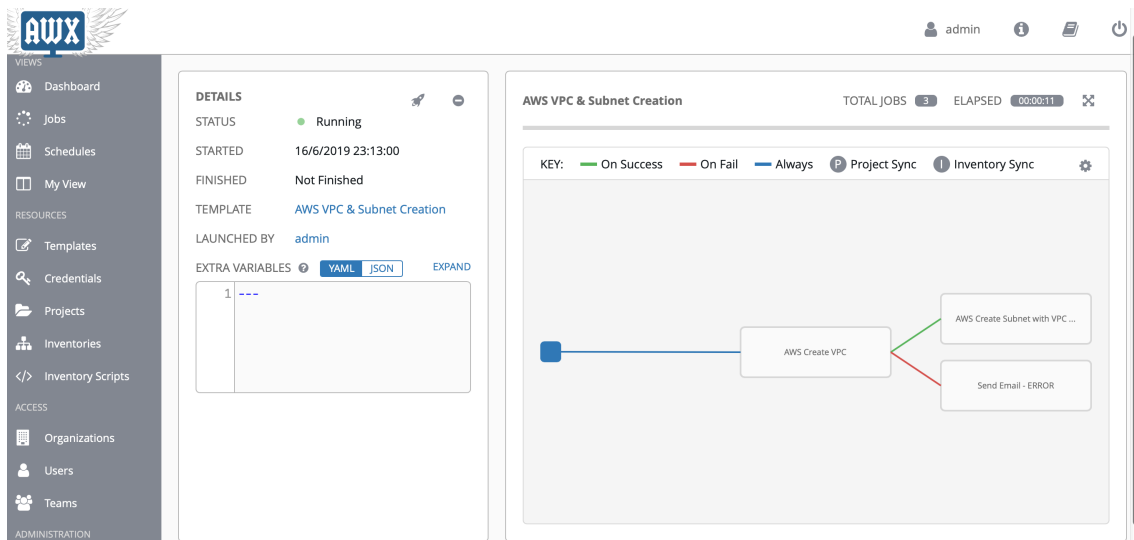 AWX
admin
VIEWS
Dashboard
Jobs
Schedules
My View
RESOURCES
Templates
Credentials
Projects
Inventories
Inventory Scripts
ACCESS
Organizations
Users
Teams
ADMINISTRATION
DETAILS
STATUS Running
STARTED 16/6/2019 23:13:00
FINISHED Not Finished
TEMPLATE AWS VPC & Subnet Creation
LAUNCHED BY admin
EXTRA VARIABLES YAML JSON EXPAND
1 ---
AWS VPC & Subnet Creation TOTAL JOBS 3 ELAPSED 00:00:11
KEY: On Success On Fail Always P Project Sync I Inventory Sync
AWS Create Subnet with VPC ...
AWS Create VPC
Send Email - ERROR